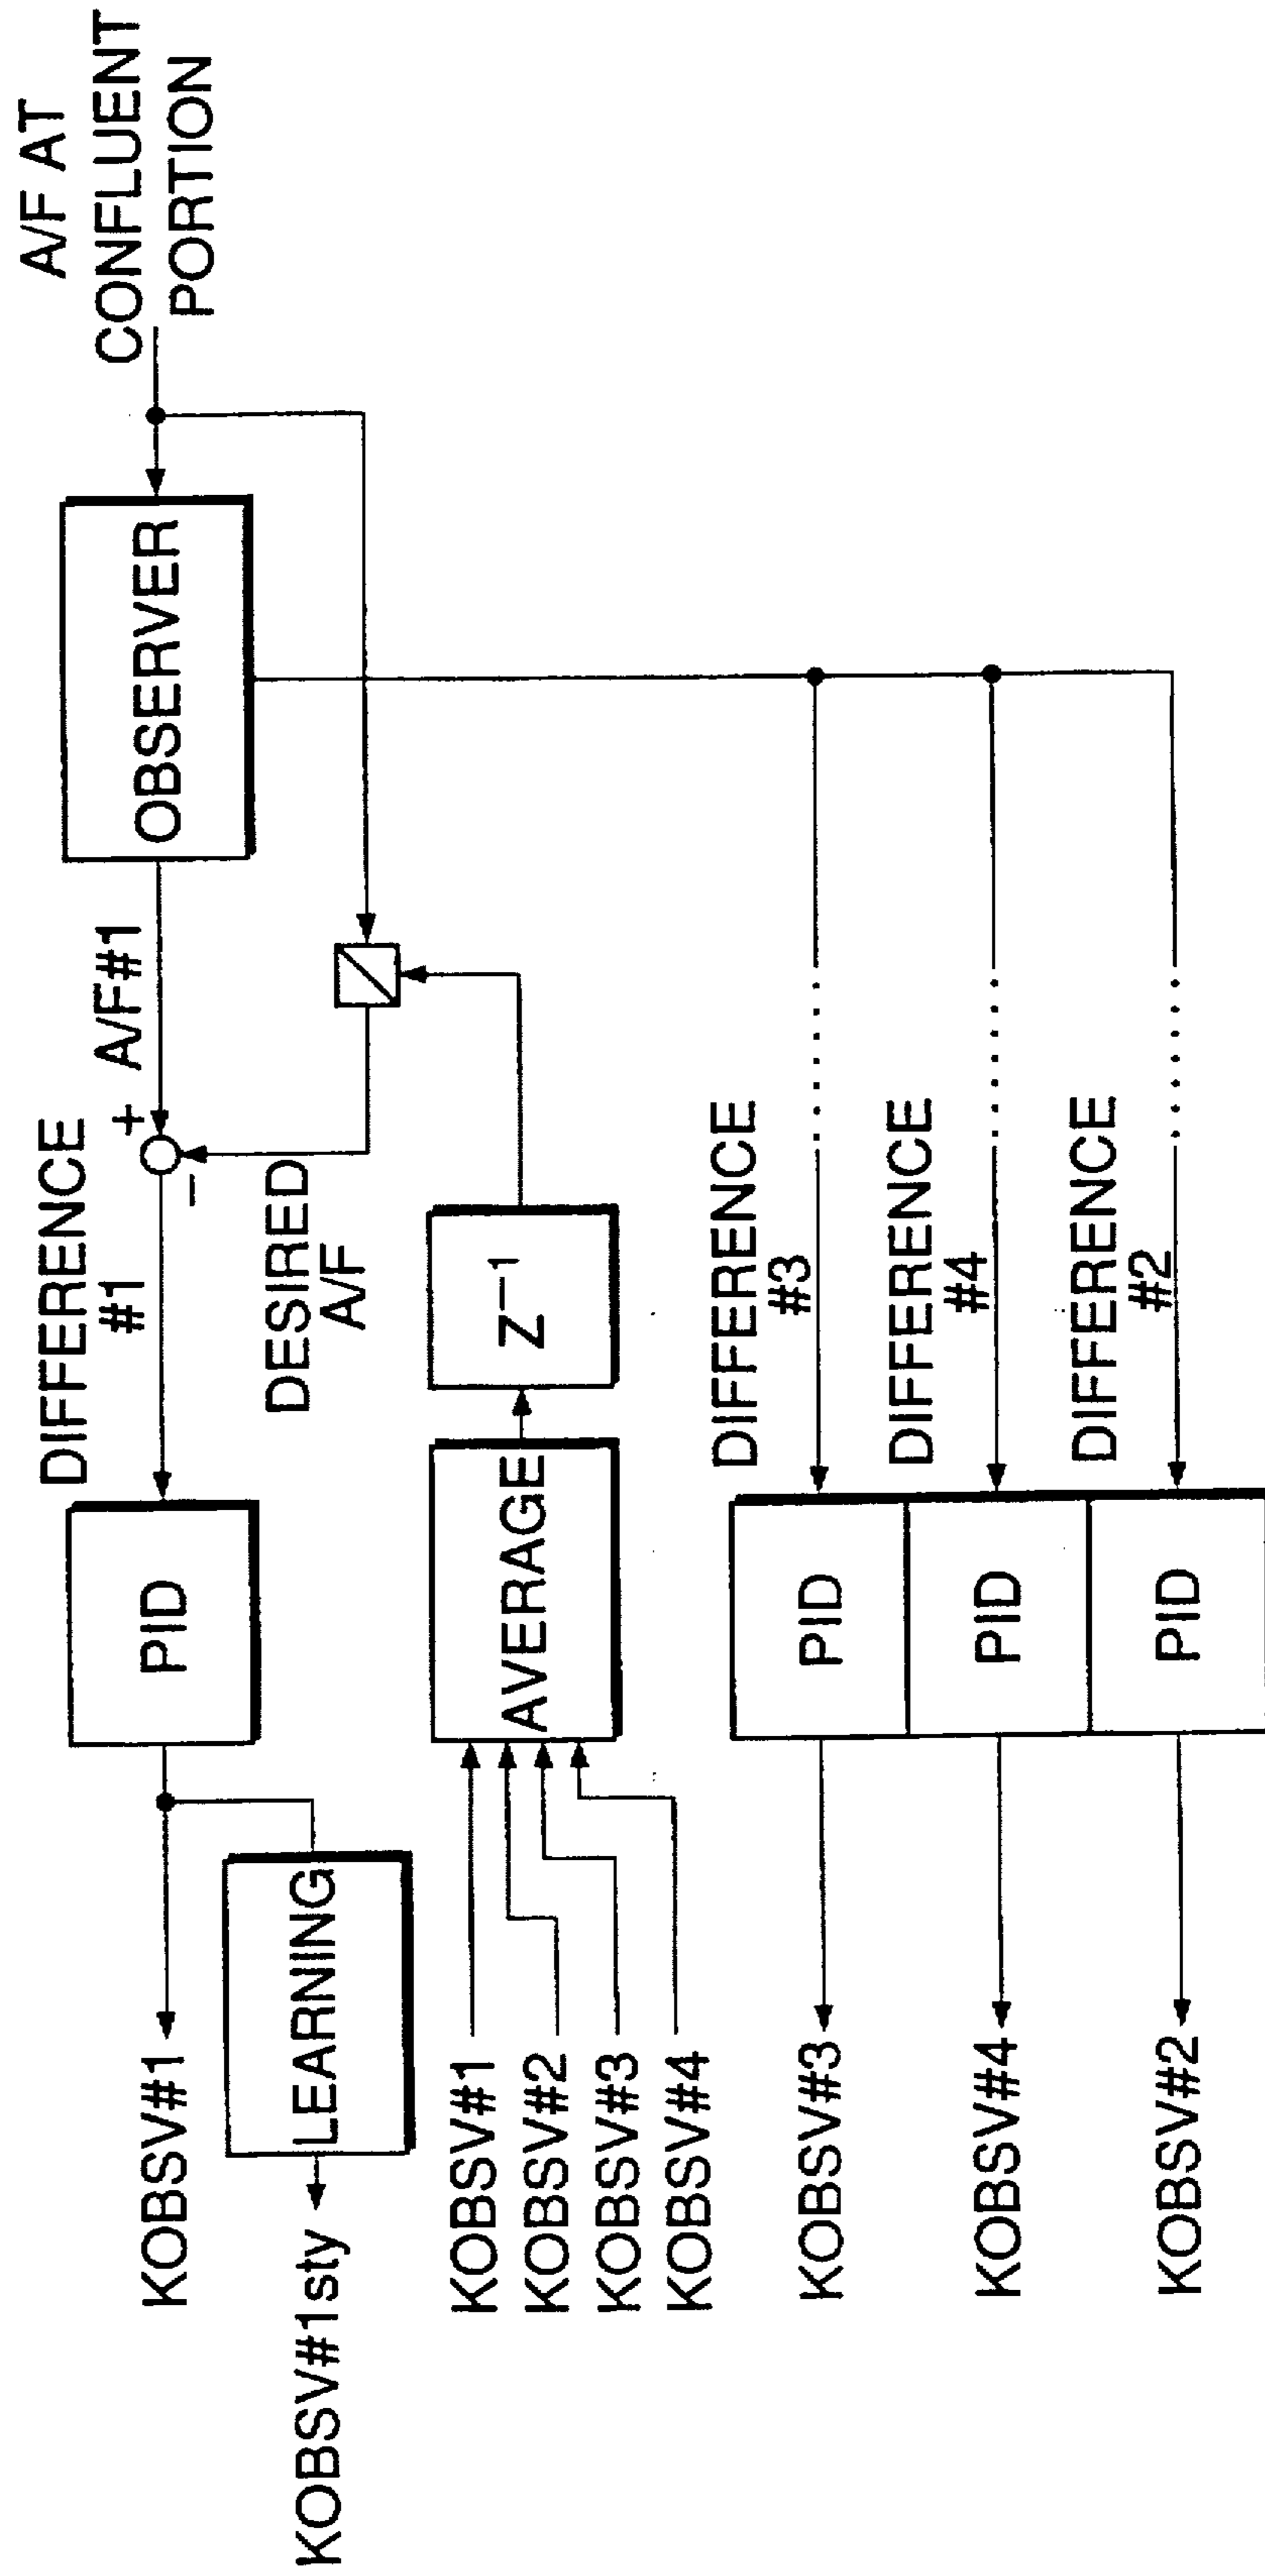 A/F AT
CONFLUENT
PORTION
OBSERVER
A/F#1
+
−
DIFFERENCE
#1
DESIRED
A/F
PID
KOBSV#1
LEARNING
KOBSV#1sty
Z⁻¹
AVERAGE
KOBSV#1
KOBSV#2
KOBSV#3
KOBSV#4
DIFFERENCE
#3
PID
KOBSV#3
DIFFERENCE
#4
PID
KOBSV#4
DIFFERENCE
#2
PID
KOBSV#2